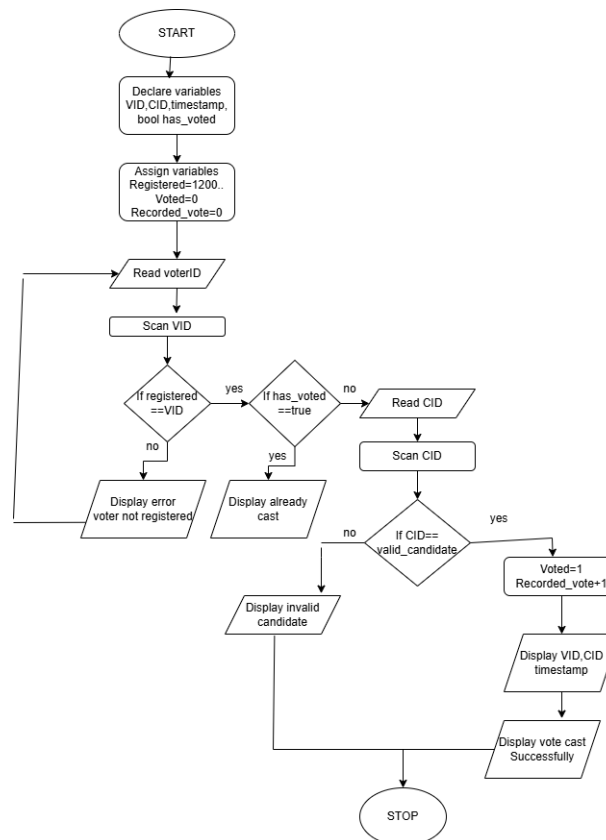 START
Declare variables
VID,CID,timestamp,
bool has_voted
Assign variables
Registered=1200..
Voted=0
Recorded_vote=0
Read voterID
Scan VID
If registered
==VID
yes
If has_voted
==true
no
Read CID
no
yes
Scan CID
Display error
voter not registered
Display already
cast
no
If CID==
valid_candidate
yes
Voted=1
Recorded_vote+1
Display invalid
candidate
Display VID,CID
timestamp
Display vote cast
Successfully
STOP